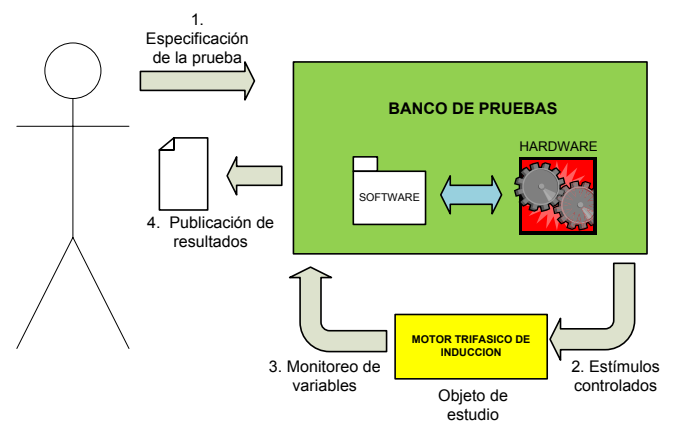 1.
Especificación
de la prueba
BANCO DE PRUEBAS
HARDWARE
SOFTWARE
4. Publicación de
resultados
MOTOR TRIFASICO DE
INDUCCION
3. Monitoreo de
variables
2. Estímulos
controlados
Objeto de
estudio